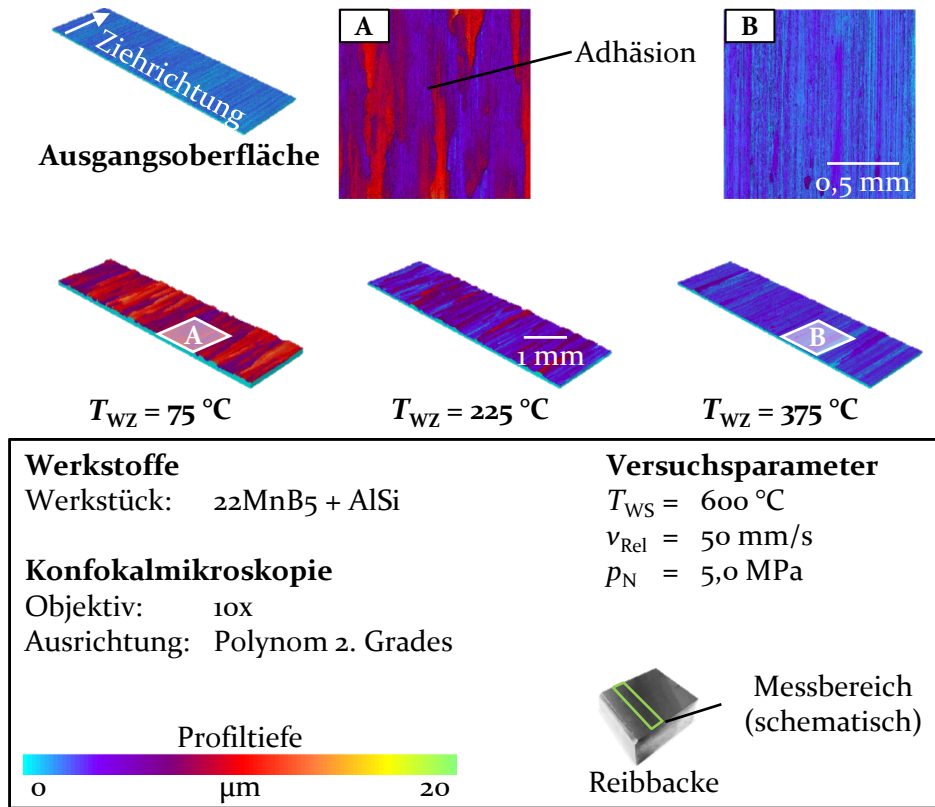 Ziehrichtung
Ausgangsoberfläche
A
Adhäsion
B
0,5 mm
A
1 mm
B
T_WZ = 75 °C
T_WZ = 225 °C
T_WZ = 375 °C
Werkstoffe
Werkstück: 22MnB5 + AlSi
Konfokalmikroskopie
Objektiv: 10x
Ausrichtung: Polynom 2. Grades
Profiltiefe
0 µm 20
Versuchsparameter
T_WS = 600 °C
v_Rel = 50 mm/s
p_N = 5,0 MPa
Messbereich
(schematisch)
Reibbacke